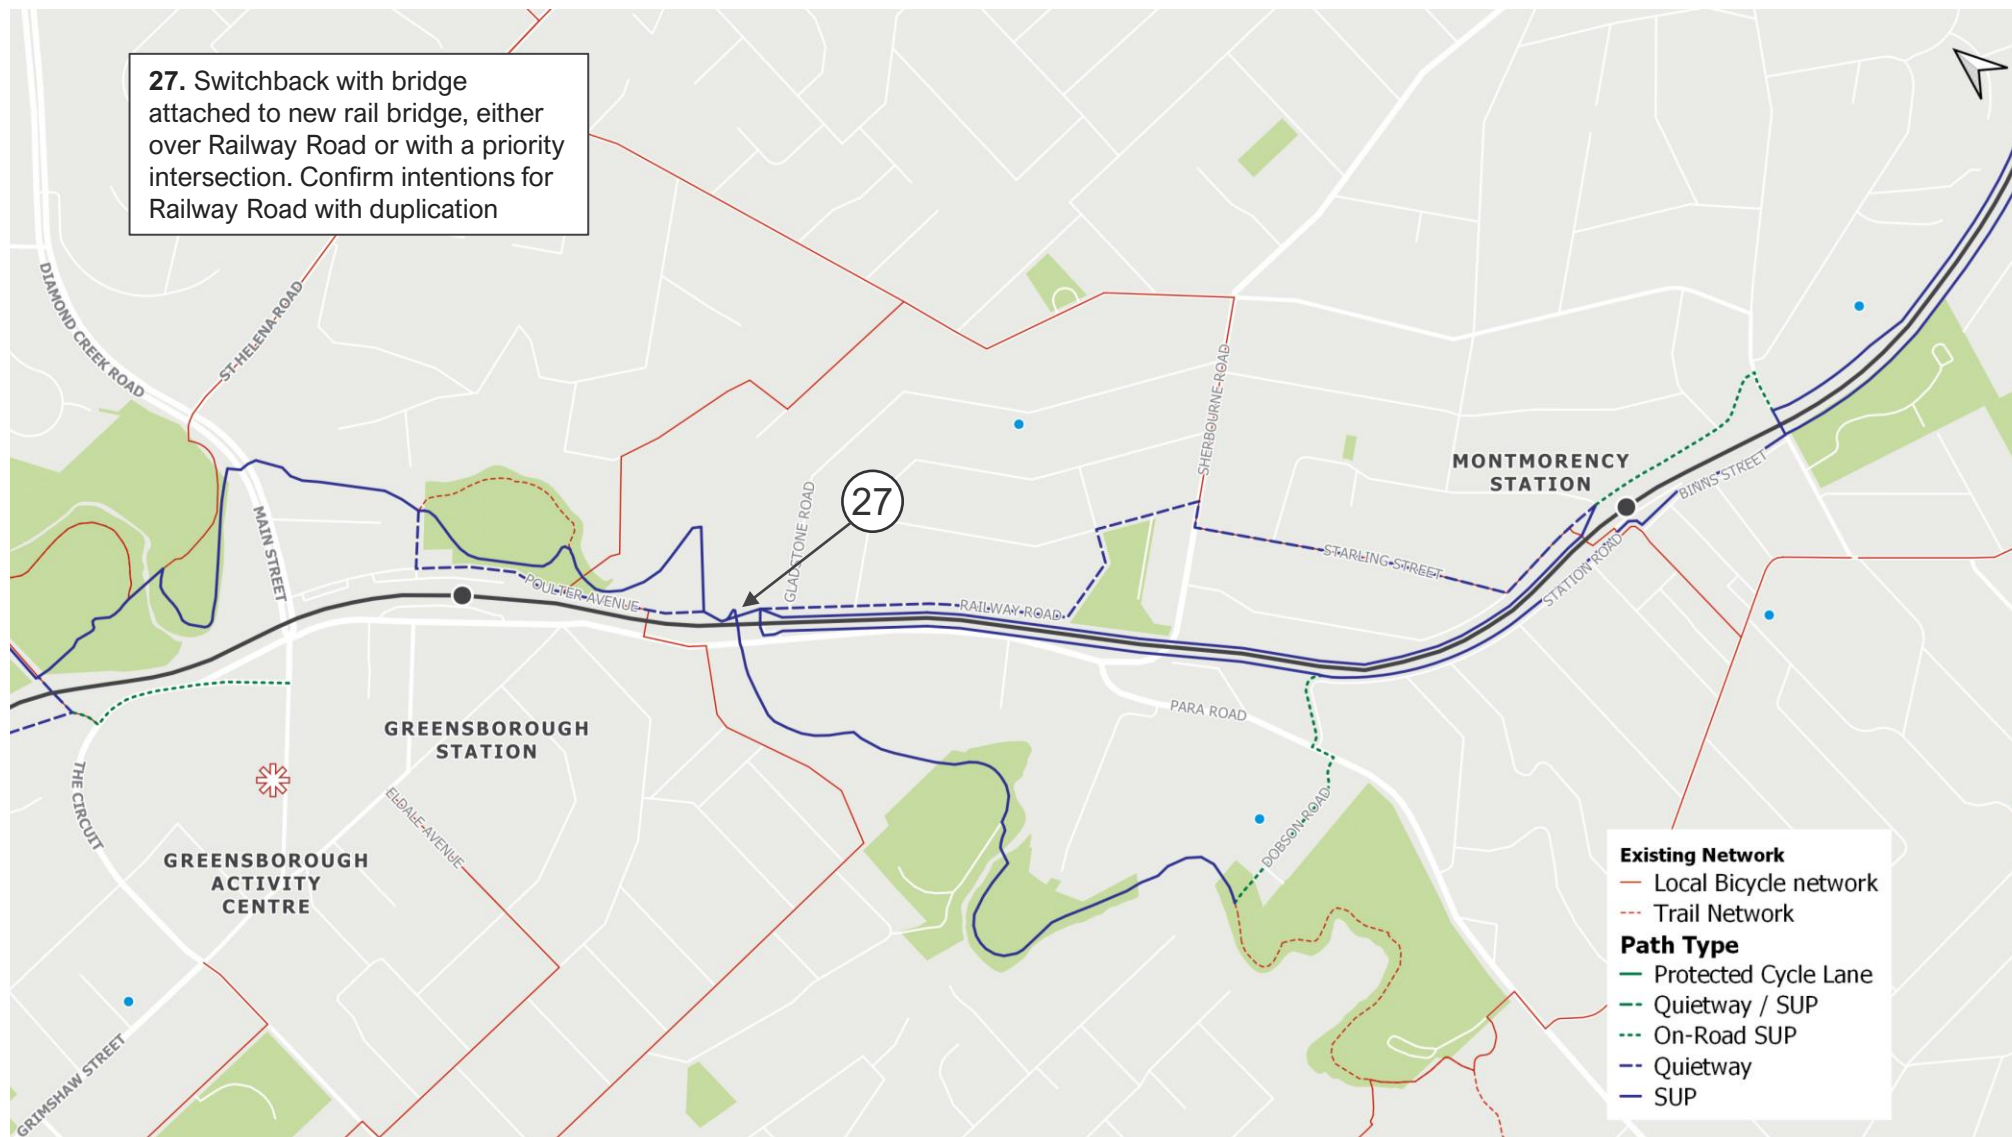 27. Switchback with bridge
attached to new rail bridge, either
over Railway Road or with a priority
intersection. Confirm intentions for
Railway Road with duplication
DIAMOND CREEK ROAD
ST HELENA ROAD
MAIN STREET
POULTER AVENUE
GLADSTONE ROAD
27
RAILWAY ROAD
SHERBOURNE ROAD
STARLING STREET
MONTMORENCY
STATION
BINNS STREET
STATION ROAD
PARA ROAD
DOBSON ROAD
GREENSBOROUGH
STATION
THE CIRCUIT
ELDALE AVENUE
GREENSBOROUGH
ACTIVITY
CENTRE
GRIMSHAW STREET
Existing Network
Local Bicycle network
Trail Network
Path Type
Protected Cycle Lane
Quietway / SUP
On-Road SUP
Quietway
SUP